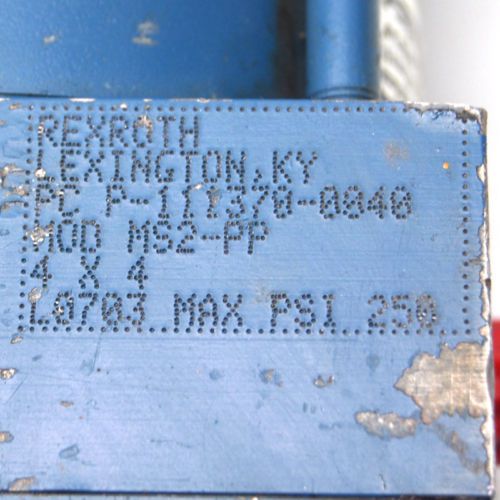 REXROTH
LEXINGTON,KY
PC P-111370-0040
MOD MS2-PP
4 X 4
L0703 MAX PSI 250